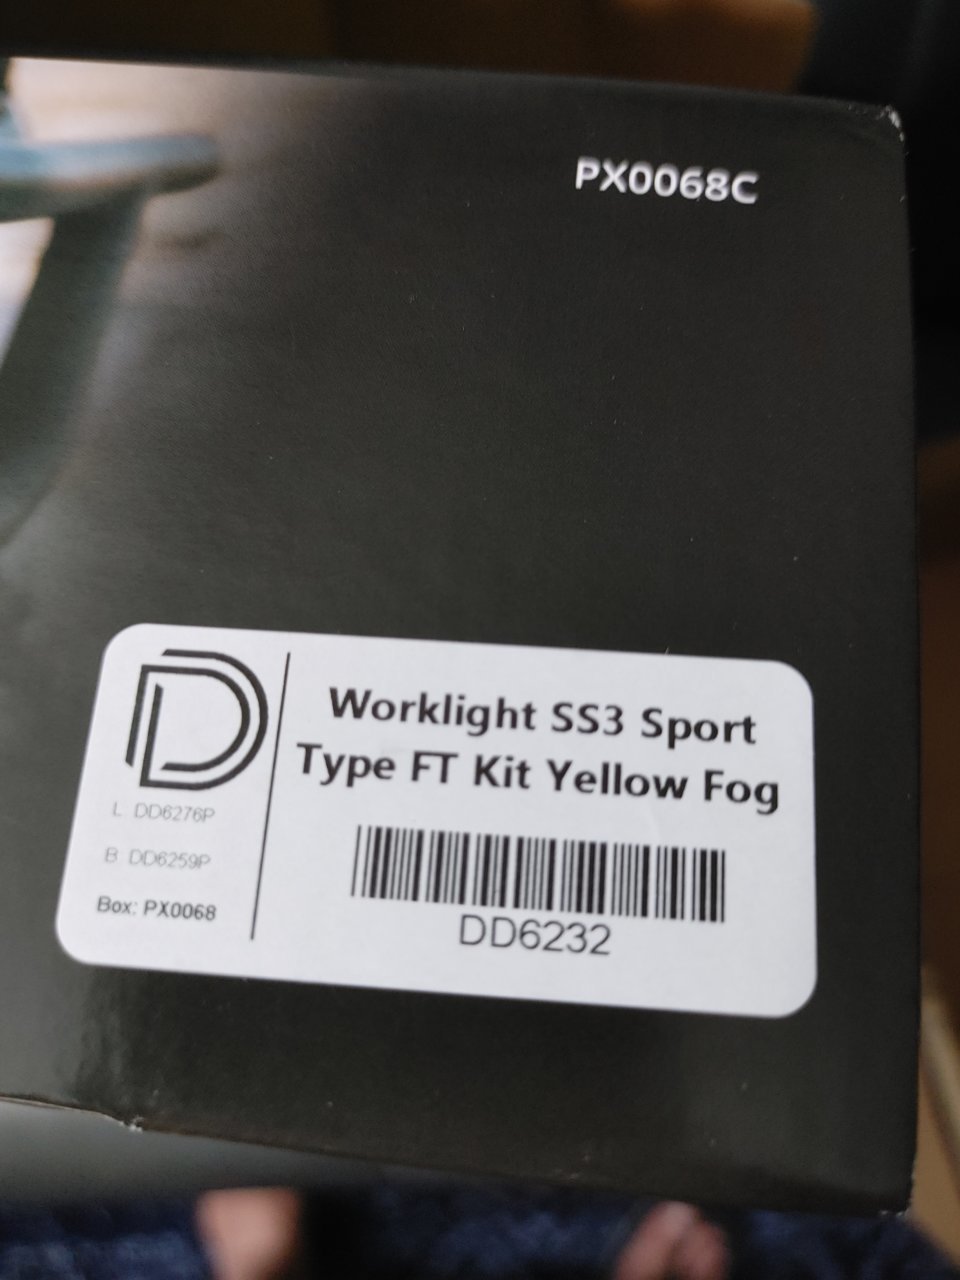 PX0068C
Worklight SS3 Sport
Type FT Kit Yellow Fog
DD6232
L DD6276P
B DD6259P
Box: PX0068